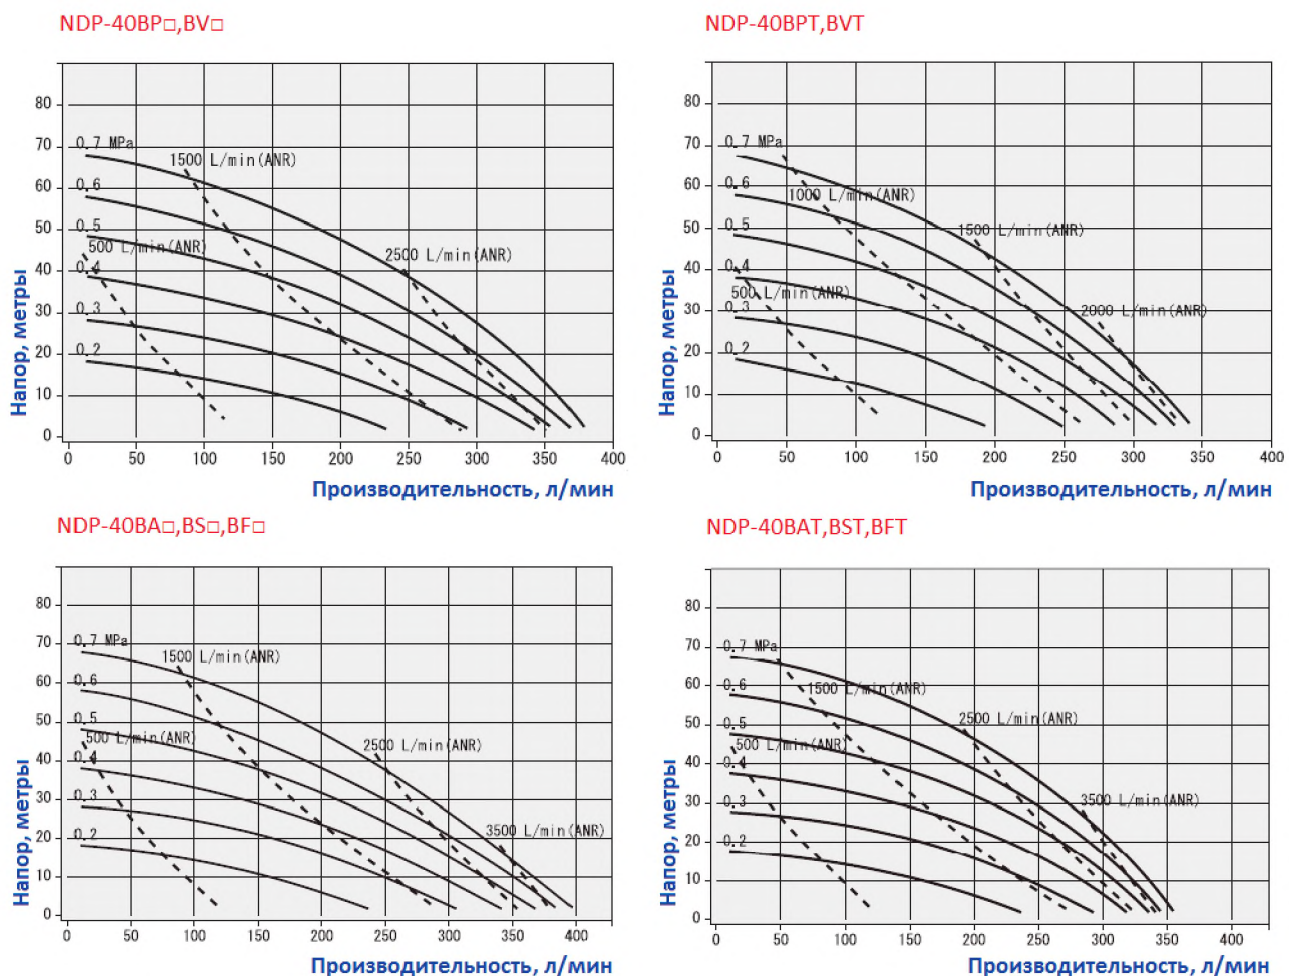 NDP-40BP□,BV□
80
70
0.7 MPa
1500 L/min(ANR)
60
0.6
50
0.5
500 L/min(ANR)
2500 L/min(ANR)
40
0.4
30
0.3
20
0.2
10
0
0 50 100 150 200 250 300 350 400
Напор, метры
Производительность, л/мин
NDP-40BPT,BVT
80
70
0.7 MPa
60
0.6
1000 L/min(ANR)
50
0.5
1500 L/min(ANR)
40
0.4
500 L/min(ANR)
30
0.3
2000 L/min(ANR)
20
0.2
10
0
0 50 100 150 200 250 300 350 400
Напор, метры
Производительность, л/мин
NDP-40BA□,BS□,BF□
80
70
0.7 MPa
1500 L/min(ANR)
60
0.6
50
0.5
500 L/min(ANR)
2500 L/min(ANR)
40
0.4
30
0.3
3500 L/min(ANR)
20
0.2
10
0
0 50 100 150 200 250 300 350 400
Напор, метры
Производительность, л/мин
NDP-40BAT,BST,BFT
80
70
0.7 MPa
60
0.6
1500 L/min(ANR)
50
0.5
2500 L/min(ANR)
500 L/min(ANR)
40
0.4
30
0.3
3500 L/min(ANR)
20
0.2
10
0
0 50 100 150 200 250 300 350 400
Напор, метры
Производительность, л/мин